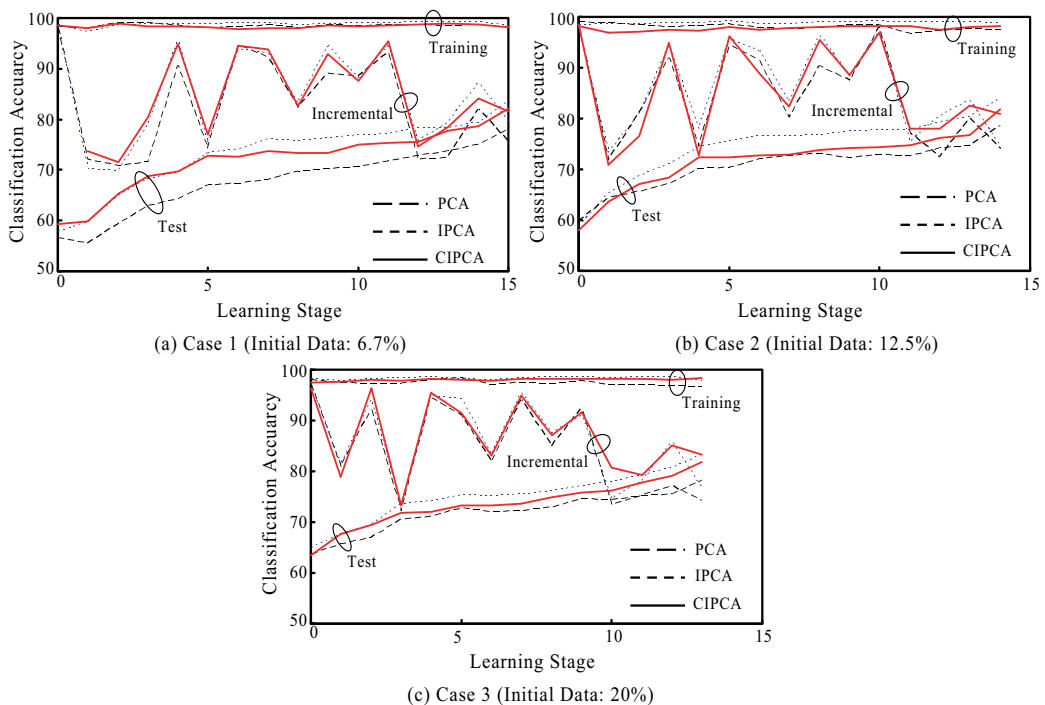 Classification Accuarcy
100
90
80
70
60
50
0
5
10
15
Training
Incremental
Test
PCA
IPCA
CIPCA
Learning Stage
(a) Case 1 (Initial Data: 6.7%)
Classification Accuarcy
100
90
80
70
60
50
0
5
10
15
Training
Incremental
Test
PCA
IPCA
CIPCA
Learning Stage
(b) Case 2 (Initial Data: 12.5%)
Classification Accuarcy
100
90
80
70
60
50
0
5
10
15
Training
Incremental
Test
PCA
IPCA
CIPCA
Learning Stage
(c) Case 3 (Initial Data: 20%)